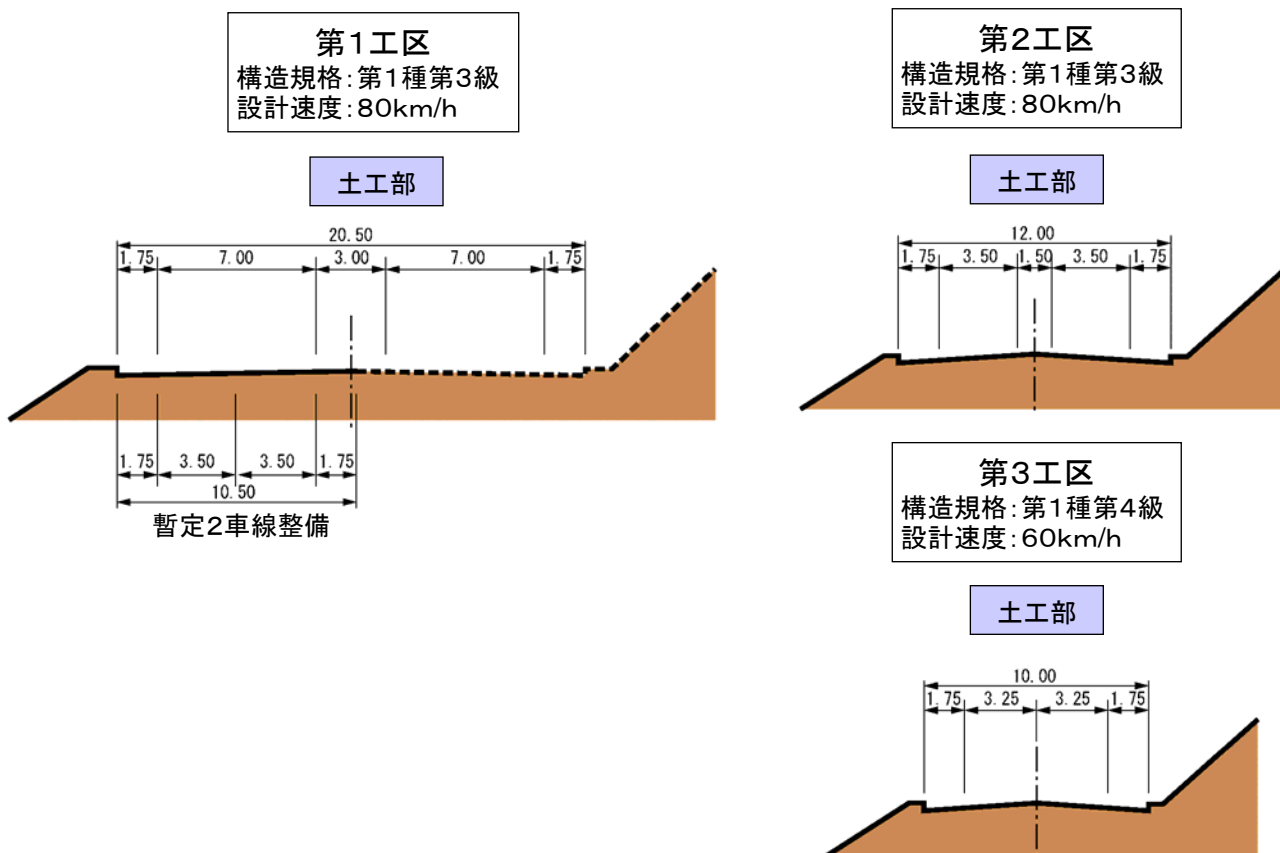 第1工区
構造規格:第1種第3級
設計速度:80km/h
土工部
20.50
1.75 7.00 3.00 7.00 1.75
1.75 3.50 3.50 1.75
10.50
暫定2車線整備
第2工区
構造規格:第1種第3級
設計速度:80km/h
土工部
12.00
1.75 3.50 1.50 3.50 1.75
第3工区
構造規格:第1種第4級
設計速度:60km/h
土工部
10.00
1.75 3.25 3.25 1.75